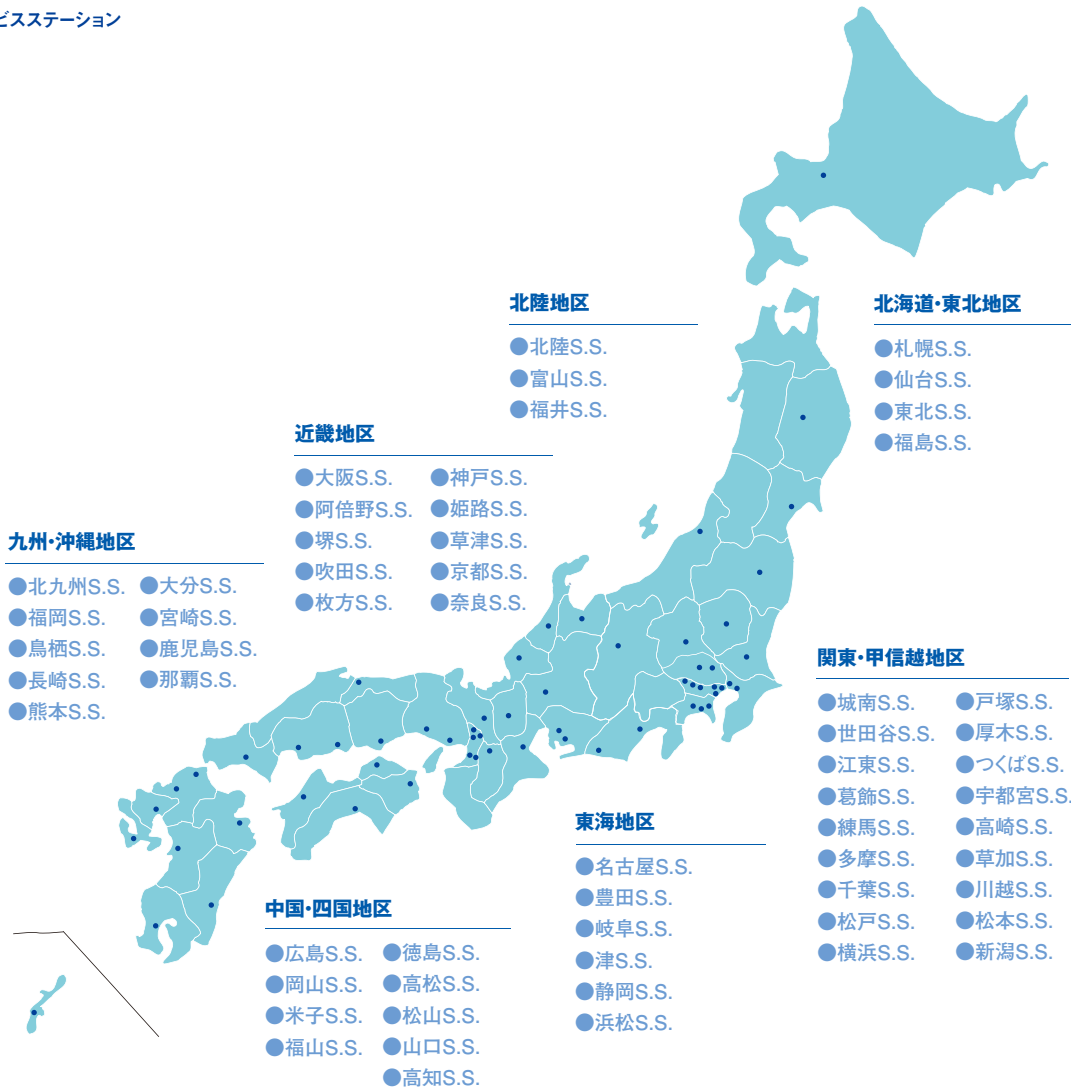 ビスステーション
北陸地区
●北陸S.S.
●富山S.S.
●福井S.S.
北海道・東北地区
●札幌S.S.
●仙台S.S.
●東北S.S.
●福島S.S.
近畿地区
●大阪S.S.
●阿倍野S.S.
●堺S.S.
●吹田S.S.
●枚方S.S.
●神戸S.S.
●姫路S.S.
●草津S.S.
●京都S.S.
●奈良S.S.
九州・沖縄地区
●北九州S.S.
●福岡S.S.
●鳥栖S.S.
●長崎S.S.
●熊本S.S.
●大分S.S.
●宮崎S.S.
●鹿児島S.S.
●那覇S.S.
関東・甲信越地区
●城南S.S.
●世田谷S.S.
●江東S.S.
●葛飾S.S.
●練馬S.S.
●多摩S.S.
●千葉S.S.
●松戸S.S.
●横浜S.S.
●戸塚S.S.
●厚木S.S.
●つくばS.S.
●宇都宮S.S.
●高崎S.S.
●草加S.S.
●川越S.S.
●松本S.S.
●新潟S.S.
東海地区
●名古屋S.S.
●豊田S.S.
●岐阜S.S.
●津S.S.
●静岡S.S.
●浜松S.S.
中国・四国地区
●広島S.S.
●岡山S.S.
●米子S.S.
●福山S.S.
●徳島S.S.
●高松S.S.
●松山S.S.
●山口S.S.
●高知S.S.